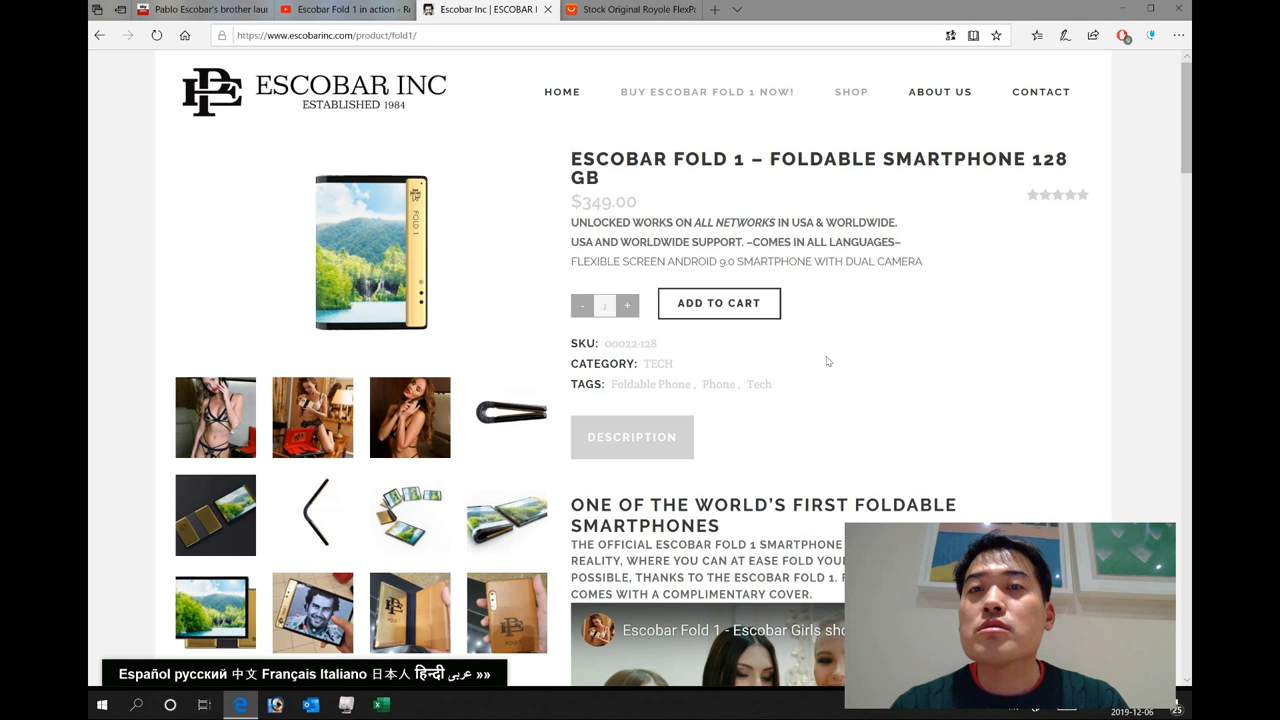 Pablo Escobar's brother lau
Escobar Fold 1 in action - Re
Escobar Inc | ESCOBAR I
Stock Original Royole FlexPa
https://www.escobarinc.com/product/fold1/
ESCOBAR INC
ESTABLISHED 1984
HOME
BUY ESCOBAR FOLD 1 NOW!
SHOP
ABOUT US
CONTACT
ESCOBAR FOLD 1 – FOLDABLE SMARTPHONE 128
GB
$349.00
UNLOCKED WORKS ON ALL NETWORKS IN USA & WORLDWIDE.
USA AND WORLDWIDE SUPPORT. –COMES IN ALL LANGUAGES–
FLEXIBLE SCREEN ANDROID 9.0 SMARTPHONE WITH DUAL CAMERA
- 1 +
ADD TO CART
SKU: 00022-128
CATEGORY: TECH
TAGS: Foldable Phone , Phone , Tech
DESCRIPTION
FOLD 1
ONE OF THE WORLD'S FIRST FOLDABLE
SMARTPHONES
THE OFFICIAL ESCOBAR FOLD 1 SMARTPHONE
REALITY, WHERE YOU CAN AT EASE FOLD YOUR
POSSIBLE, THANKS TO THE ESCOBAR FOLD 1.
COMES WITH A COMPLIMENTARY COVER.
Escobar Fold 1 - Escobar Girls sho
Español русский 中文 Français Italiano 日本人 हिन्दी عربى »»
2019-12-06
25